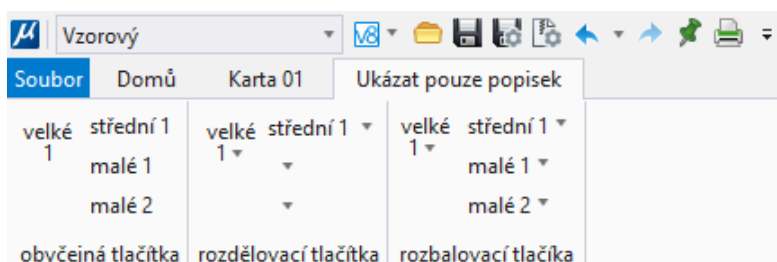 Vzorový
Soubor Domů Karta 01 Ukázat pouze popisek
velké 1 střední 1 malé 1 malé 2
velké 1 střední 1
velké 1 střední 1 malé 1 malé 2
obyčejná tlačítka rozdělovací tlačítka rozbalovací tlačíka